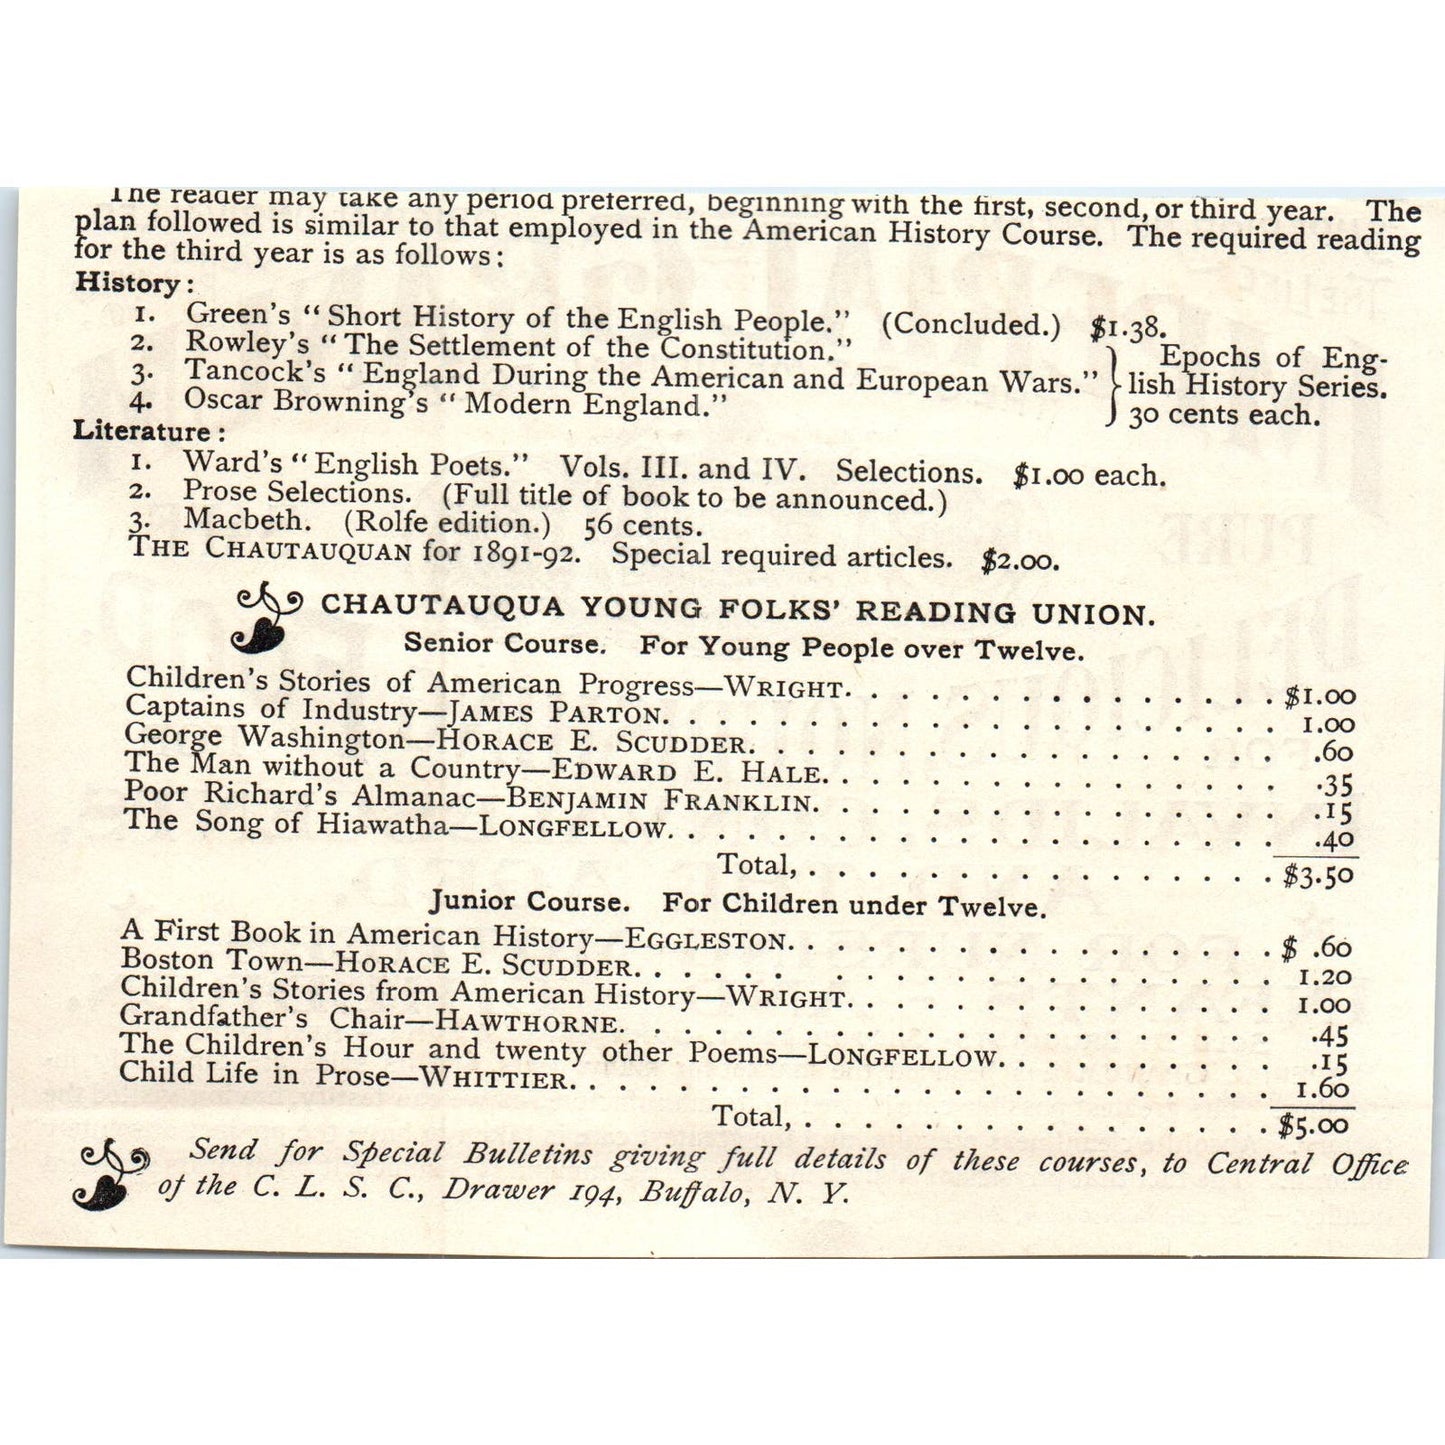 The reader may take any period preferred, beginning with the first, second, or third year. The
plan followed is similar to that employed in the American History Course. The required reading
for the third year is as follows:
History:
1. Green's “Short History of the English People.” (Concluded.) $1.38.
2. Rowley's “The Settlement of the Constitution.”
3. Tancock's “England During the American and European Wars.”
4. Oscar Browning's “Modern England.”
Epochs of Eng-
lish History Series.
30 cents each.
Literature:
1. Ward's “English Poets.” Vols. III. and IV. Selections. $1.00 each.
2. Prose Selections. (Full title of book to be announced.)
3. Macbeth. (Rolfe edition.) 56 cents.
THE CHAUTAUQUAN for 1891-92. Special required articles. $2.00.
CHAUTAUQUA YOUNG FOLKS' READING UNION.
Senior Course. For Young People over Twelve.
Children's Stories of American Progress—WRIGHT. . . . . . . . . . . . . . . . $1.00
Captains of Industry—JAMES PARTON. . . . . . . . . . . . . . . . . . . . . . 1.00
George Washington—HORACE E. SCUDDER. . . . . . . . . . . . . . . . . . . .60
The Man without a Country—EDWARD E. HALE. . . . . . . . . . . . . . . . . .35
Poor Richard's Almanac—BENJAMIN FRANKLIN. . . . . . . . . . . . . . . . . .15
The Song of Hiawatha—LONGFELLOW. . . . . . . . . . . . . . . . . . . . . . .40
Total, . . . . . . . . . . . . . . . . . $3.50
Junior Course. For Children under Twelve.
A First Book in American History—EGGLESTON. . . . . . . . . . . . . . . . . . $ .60
Boston Town—HORACE E. SCUDDER. . . . . . . . . . . . . . . . . . . . . . 1.20
Children's Stories from American History—WRIGHT. . . . . . . . . . . . . . . . 1.00
Grandfather's Chair—HAWTHORNE. . . . . . . . . . . . . . . . . . . . . . . .45
The Children's Hour and twenty other Poems—LONGFELLOW. . . . . . . . . . .15
Child Life in Prose—WHITTIER. . . . . . . . . . . . . . . . . . . . . . . . . 1.60
Total, . . . . . . . . . . . . . . . . . $5.00
Send for Special Bulletins giving full details of these courses, to Central Office
of the C. L. S. C., Drawer 194, Buffalo, N. Y.